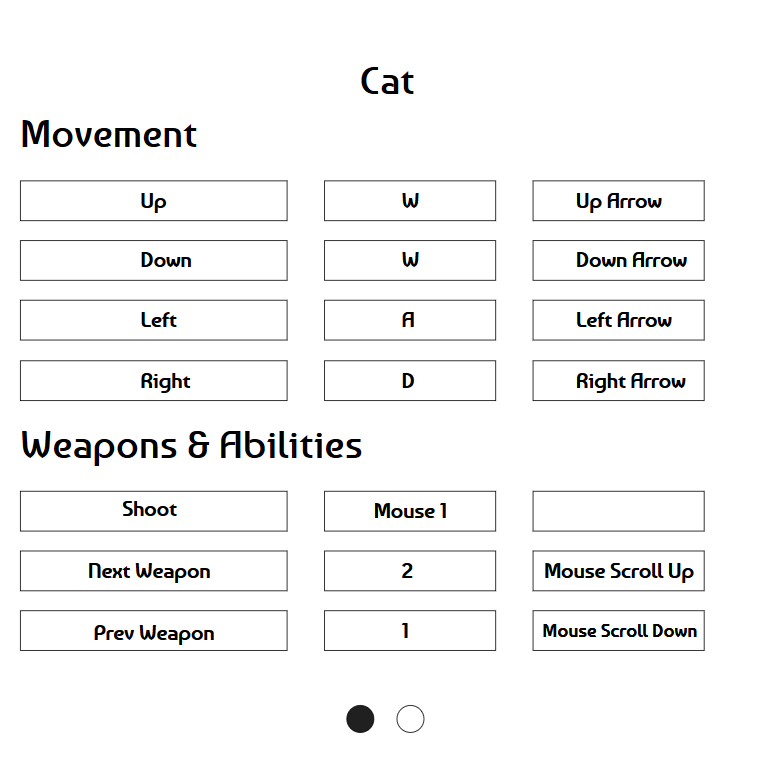 Cat
Movement
Up W Up Arrow
Down W Down Arrow
Left A Left Arrow
Right D Right Arrow
Weapons & Abilities
Shoot Mouse 1
Next Weapon 2 Mouse Scroll Up
Prev Weapon 1 Mouse Scroll Down